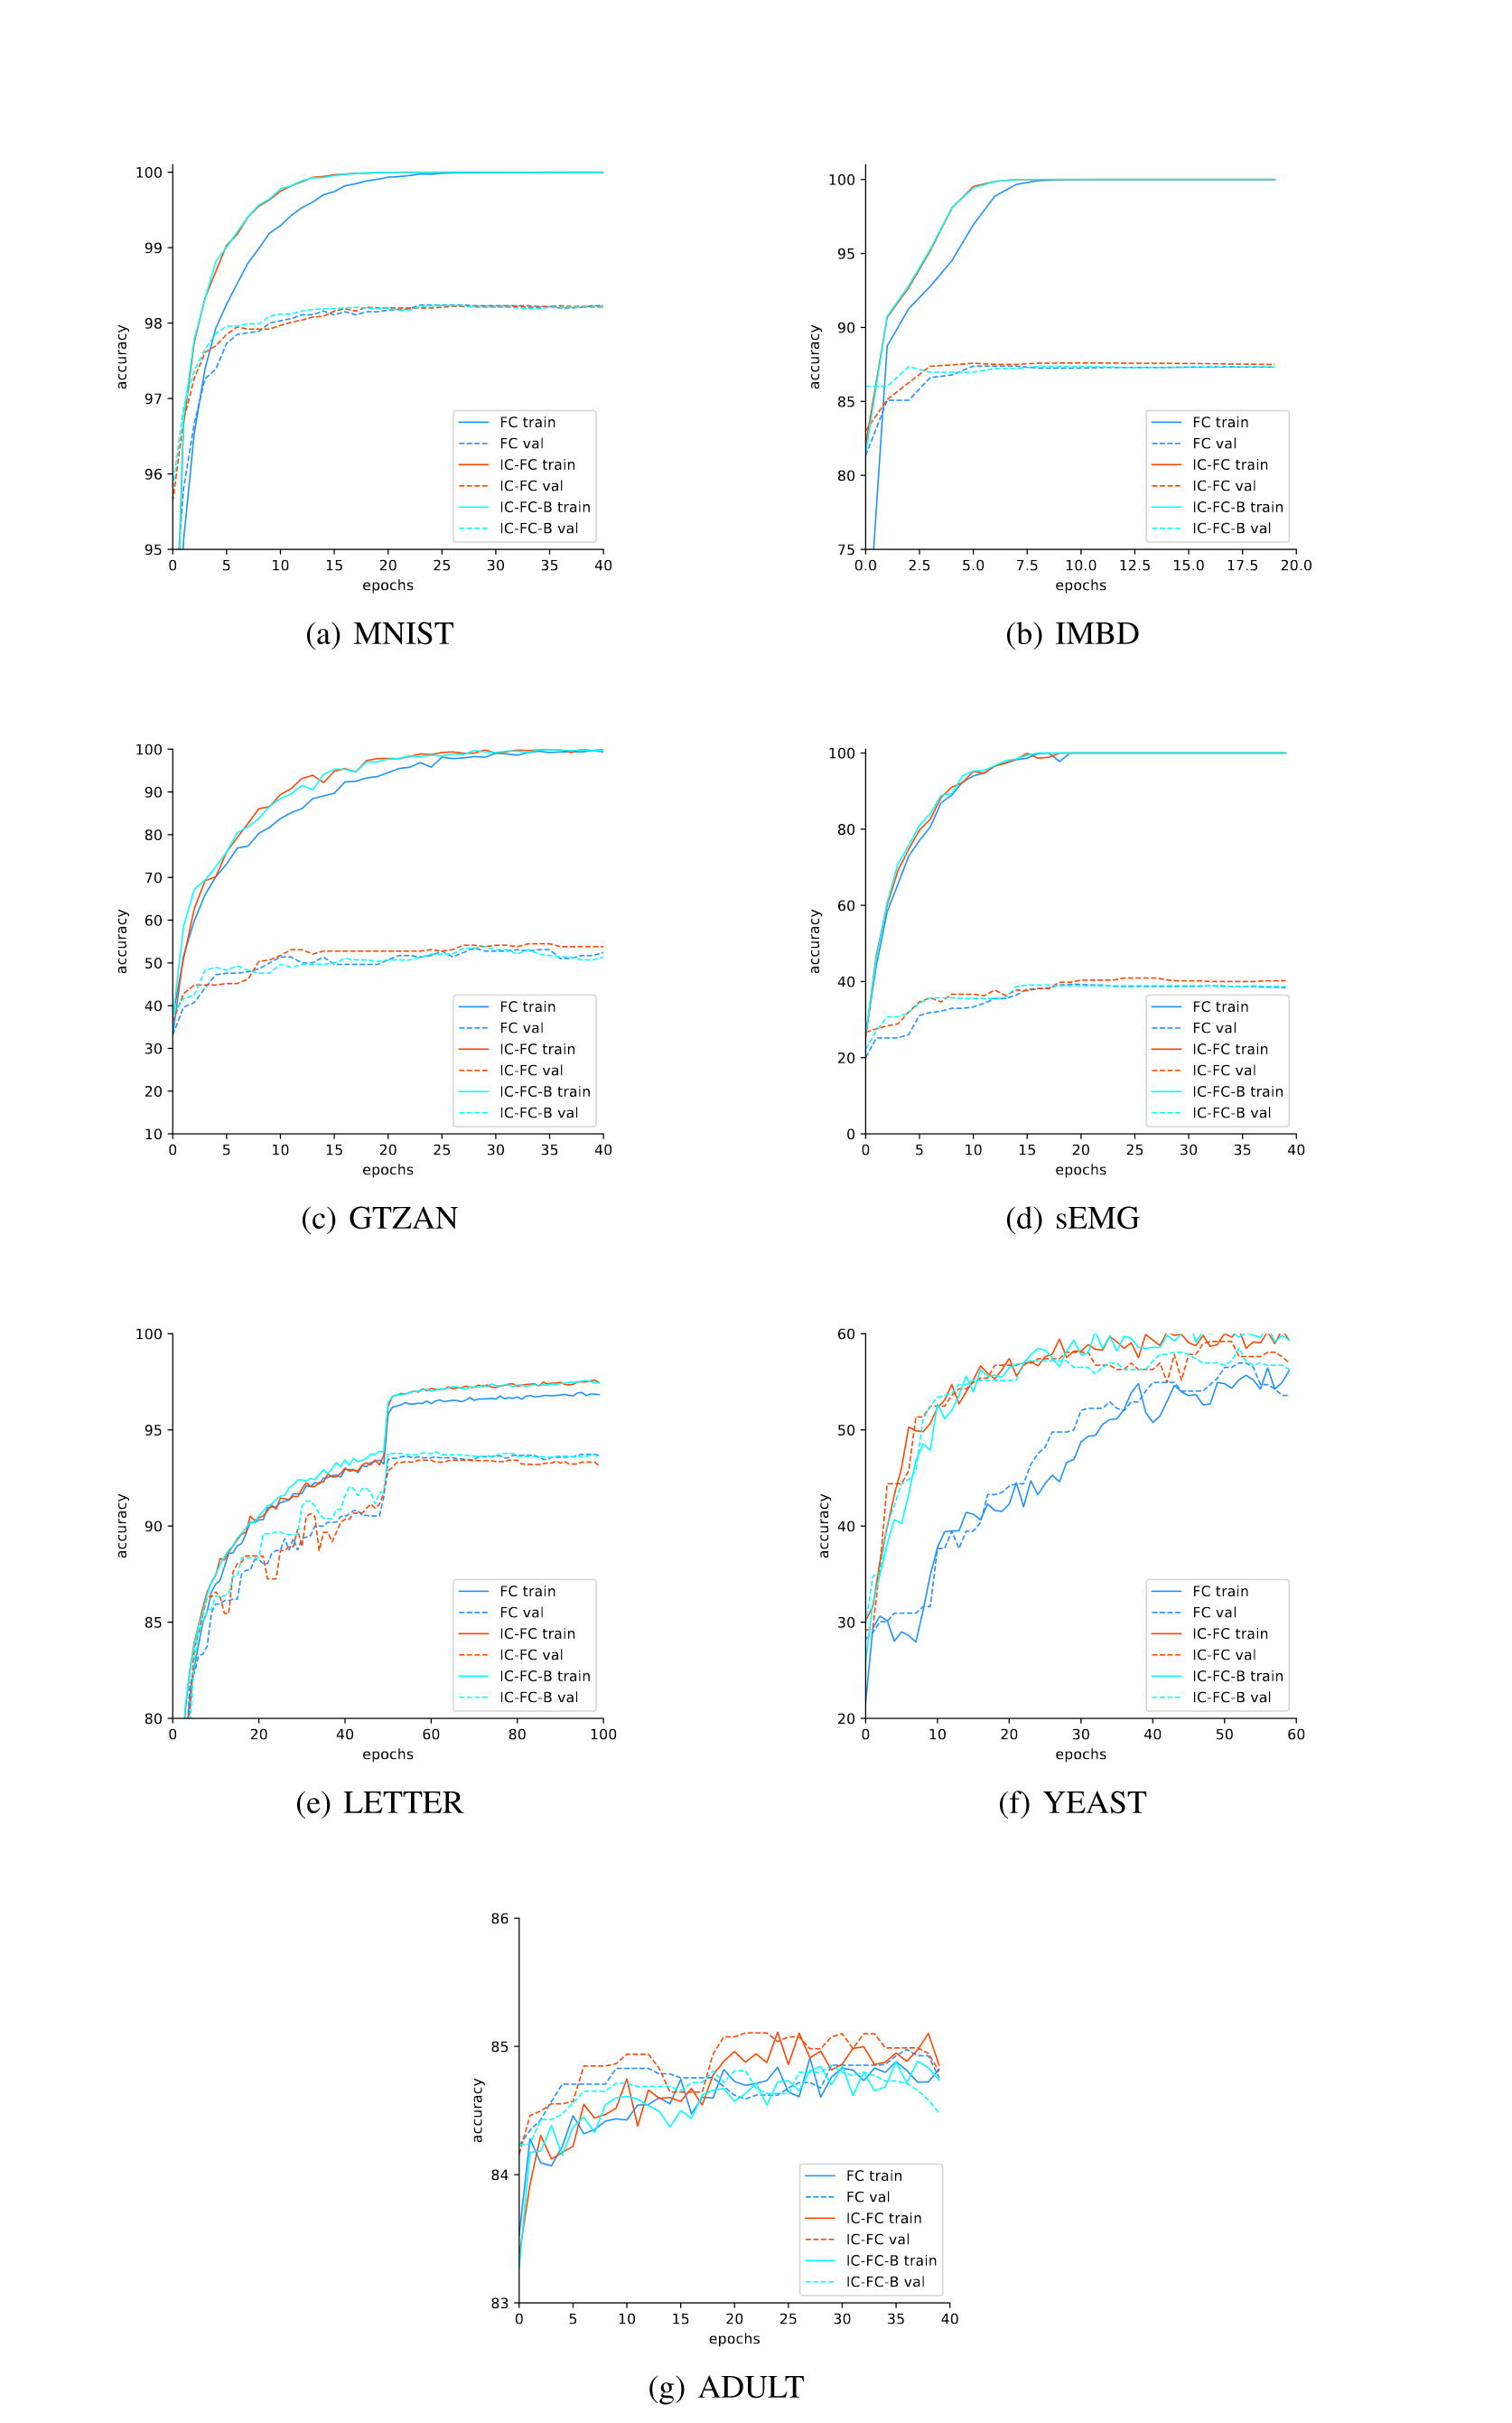 100
99
98
97
96
95
accuracy
0 5 10 15 20 25 30 35 40
epochs
FC train
FC val
IC-FC train
IC-FC val
IC-FC-B train
IC-FC-B val
(a) MNIST
100
95
90
85
80
75
accuracy
0.0 2.5 5.0 7.5 10.0 12.5 15.0 17.5 20.0
epochs
FC train
FC val
IC-FC train
IC-FC val
IC-FC-B train
IC-FC-B val
(b) IMBD
100
90
80
70
60
50
40
30
20
10
accuracy
0 5 10 15 20 25 30 35 40
epochs
FC train
FC val
IC-FC train
IC-FC val
IC-FC-B train
IC-FC-B val
(c) GTZAN
100
80
60
40
20
0
accuracy
0 5 10 15 20 25 30 35 40
epochs
FC train
FC val
IC-FC train
IC-FC val
IC-FC-B train
IC-FC-B val
(d) sEMG
100
95
90
85
80
accuracy
0 20 40 60 80 100
epochs
FC train
FC val
IC-FC train
IC-FC val
IC-FC-B train
IC-FC-B val
(e) LETTER
60
50
40
30
20
accuracy
0 10 20 30 40 50 60
epochs
FC train
FC val
IC-FC train
IC-FC val
IC-FC-B train
IC-FC-B val
(f) YEAST
86
85
84
83
accuracy
0 5 10 15 20 25 30 35 40
epochs
FC train
FC val
IC-FC train
IC-FC val
IC-FC-B train
IC-FC-B val
(g) ADULT